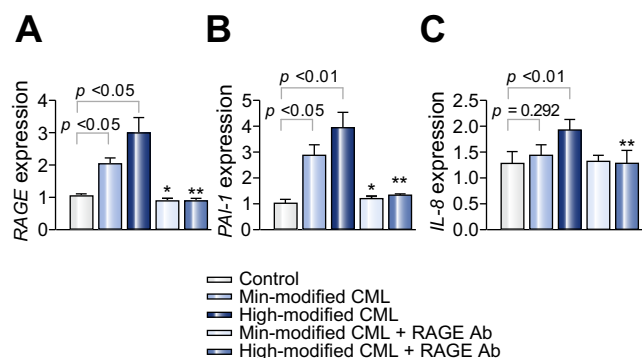 A
B
C
p <0.05
p <0.05
RAGE expression
4
3
2
1
0
*
**
p <0.01
p <0.05
PAI-1 expression
5
4
3
2
1
0
*
**
p <0.01
p = 0.292
IL-8 expression
2.5
2.0
1.5
1.0
0.5
0.0
**
Control
Min-modified CML
High-modified CML
Min-modified CML + RAGE Ab
High-modified CML + RAGE Ab